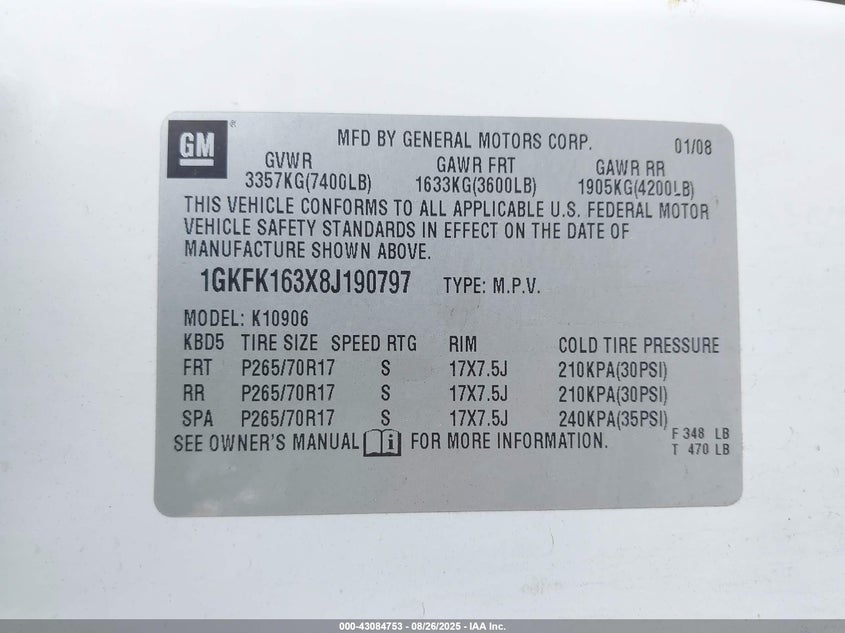 GM
MFD BY GENERAL MOTORS CORP. 01/08
GVWR GAWR FRT GAWR RR
3357KG(7400LB) 1633KG(3600LB) 1905KG(4200LB)
THIS VEHICLE CONFORMS TO ALL APPLICABLE U.S. FEDERAL MOTOR
VEHICLE SAFETY STANDARDS IN EFFECT ON THE DATE OF
MANUFACTURE SHOWN ABOVE.
1GKFK163X8J190797 TYPE: M.P.V.
MODEL: K10906
KBD5 TIRE SIZE SPEED RTG RIM COLD TIRE PRESSURE
FRT P265/70R17 S 17X7.5J 210KPA(30PSI)
RR P265/70R17 S 17X7.5J 210KPA(30PSI)
SPA P265/70R17 S 17X7.5J 240KPA(35PSI)
SEE OWNER'S MANUAL FOR MORE INFORMATION.
F 348 LB
T 470 LB
000-43084753 - 08/26/2025 - IAA Inc.